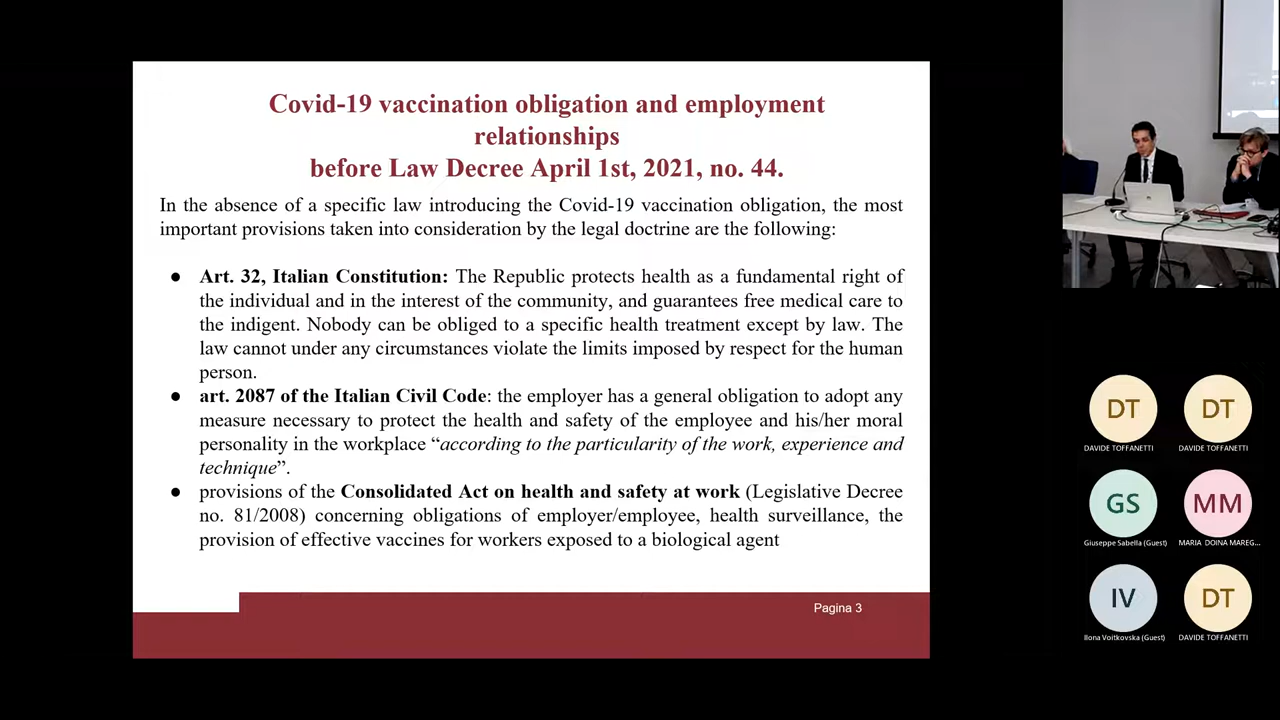 Covid-19 vaccination obligation and employment
relationships
before Law Decree April 1st, 2021, no. 44.
In the absence of a specific law introducing the Covid-19 vaccination obligation, the most
important provisions taken into consideration by the legal doctrine are the following:
● Art. 32, Italian Constitution: The Republic protects health as a fundamental right of
the individual and in the interest of the community, and guarantees free medical care to
the indigent. Nobody can be obliged to a specific health treatment except by law. The
law cannot under any circumstances violate the limits imposed by respect for the human
person.
● art. 2087 of the Italian Civil Code: the employer has a general obligation to adopt any
measure necessary to protect the health and safety of the employee and his/her moral
personality in the workplace “according to the particularity of the work, experience and
technique”.
● provisions of the Consolidated Act on health and safety at work (Legislative Decree
no. 81/2008) concerning obligations of employer/employee, health surveillance, the
provision of effective vaccines for workers exposed to a biological agent
Pagina 3
DT DT
DAVIDE TOFFANETTI DAVIDE TOFFANETTI
GS MM
Giuseppe Sabella (Guest) MARIA DOINA MAREG...
IV DT
Ilona Voitkovska (Guest) DAVIDE TOFFANETTI